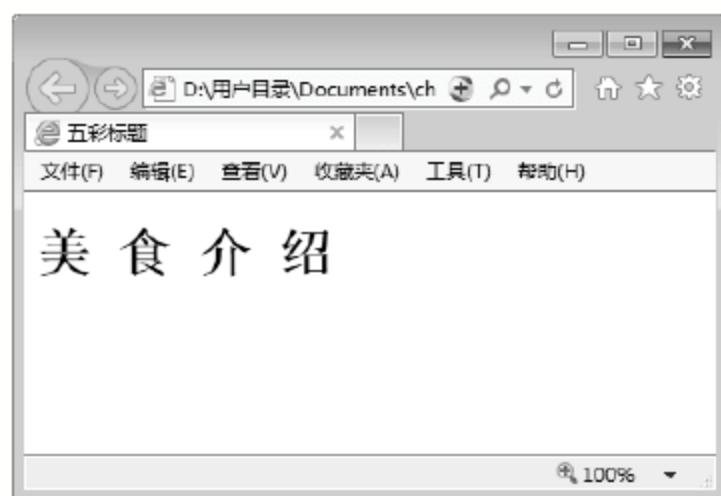 D:\用户目录\Documents\ch
五彩标题
文件(F) 编辑(E) 查看(V) 收藏夹(A) 工具(T) 帮助(H)
美 食 介 绍
100%